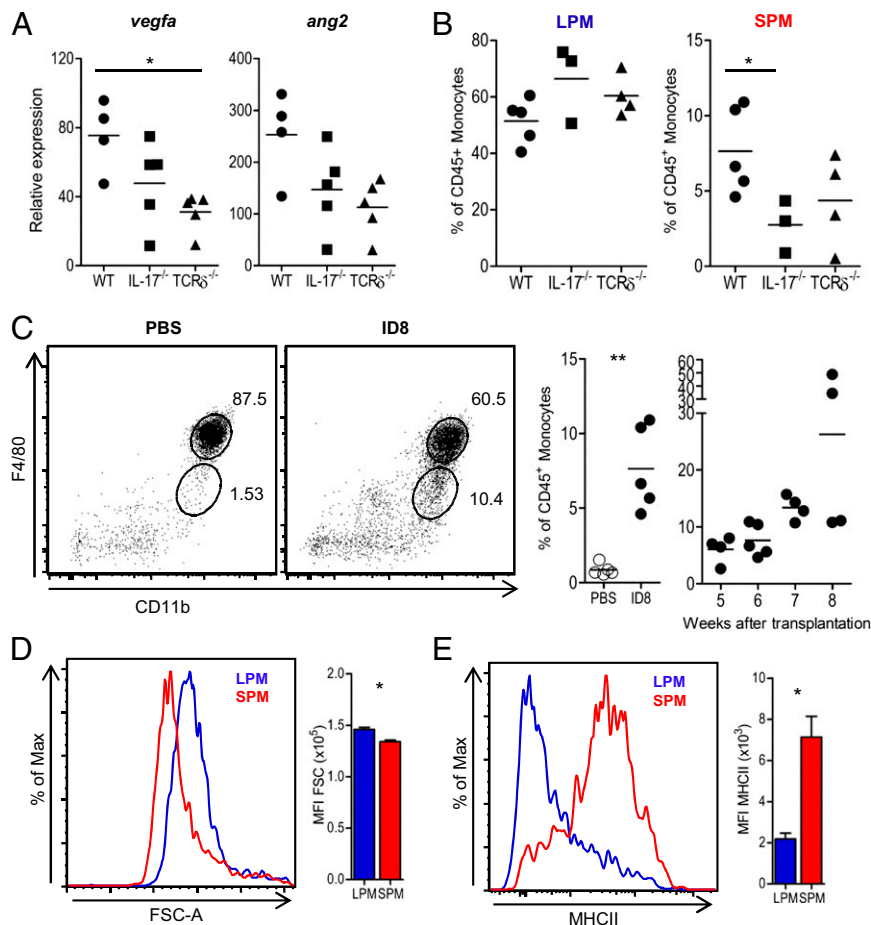 A
vegfa
ang2
Relative expression
120
80
40
0
WT IL-17-/- TCRδ-/-
400
300
200
100
0
WT IL-17-/- TCRδ-/-
B
LPM
SPM
% of CD45+ Monocytes
80
60
40
20
0
WT IL-17-/- TCRδ-/-
% of CD45+ Monocytes
15
10
5
0
*
*
WT IL-17-/- TCRδ-/-
C
PBS
ID8
F4/80
87.5
1.53
60.5
10.4
CD11b
% of CD45+ Monocytes
15
10
5
0
**
PBS ID8
60
50
40
30
30
20
10
0
5 6 7 8
Weeks after transplantation
D
LPM
SPM
% of Max
FSC-A
MFI FSC (x10⁵)
2.0
1.5
1.0
0.5
0.0
*
LPM SPM
E
LPM
SPM
% of Max
MHCII
MFI MHCII (x10³)
10
8
6
4
2
0
*
LPM SPM